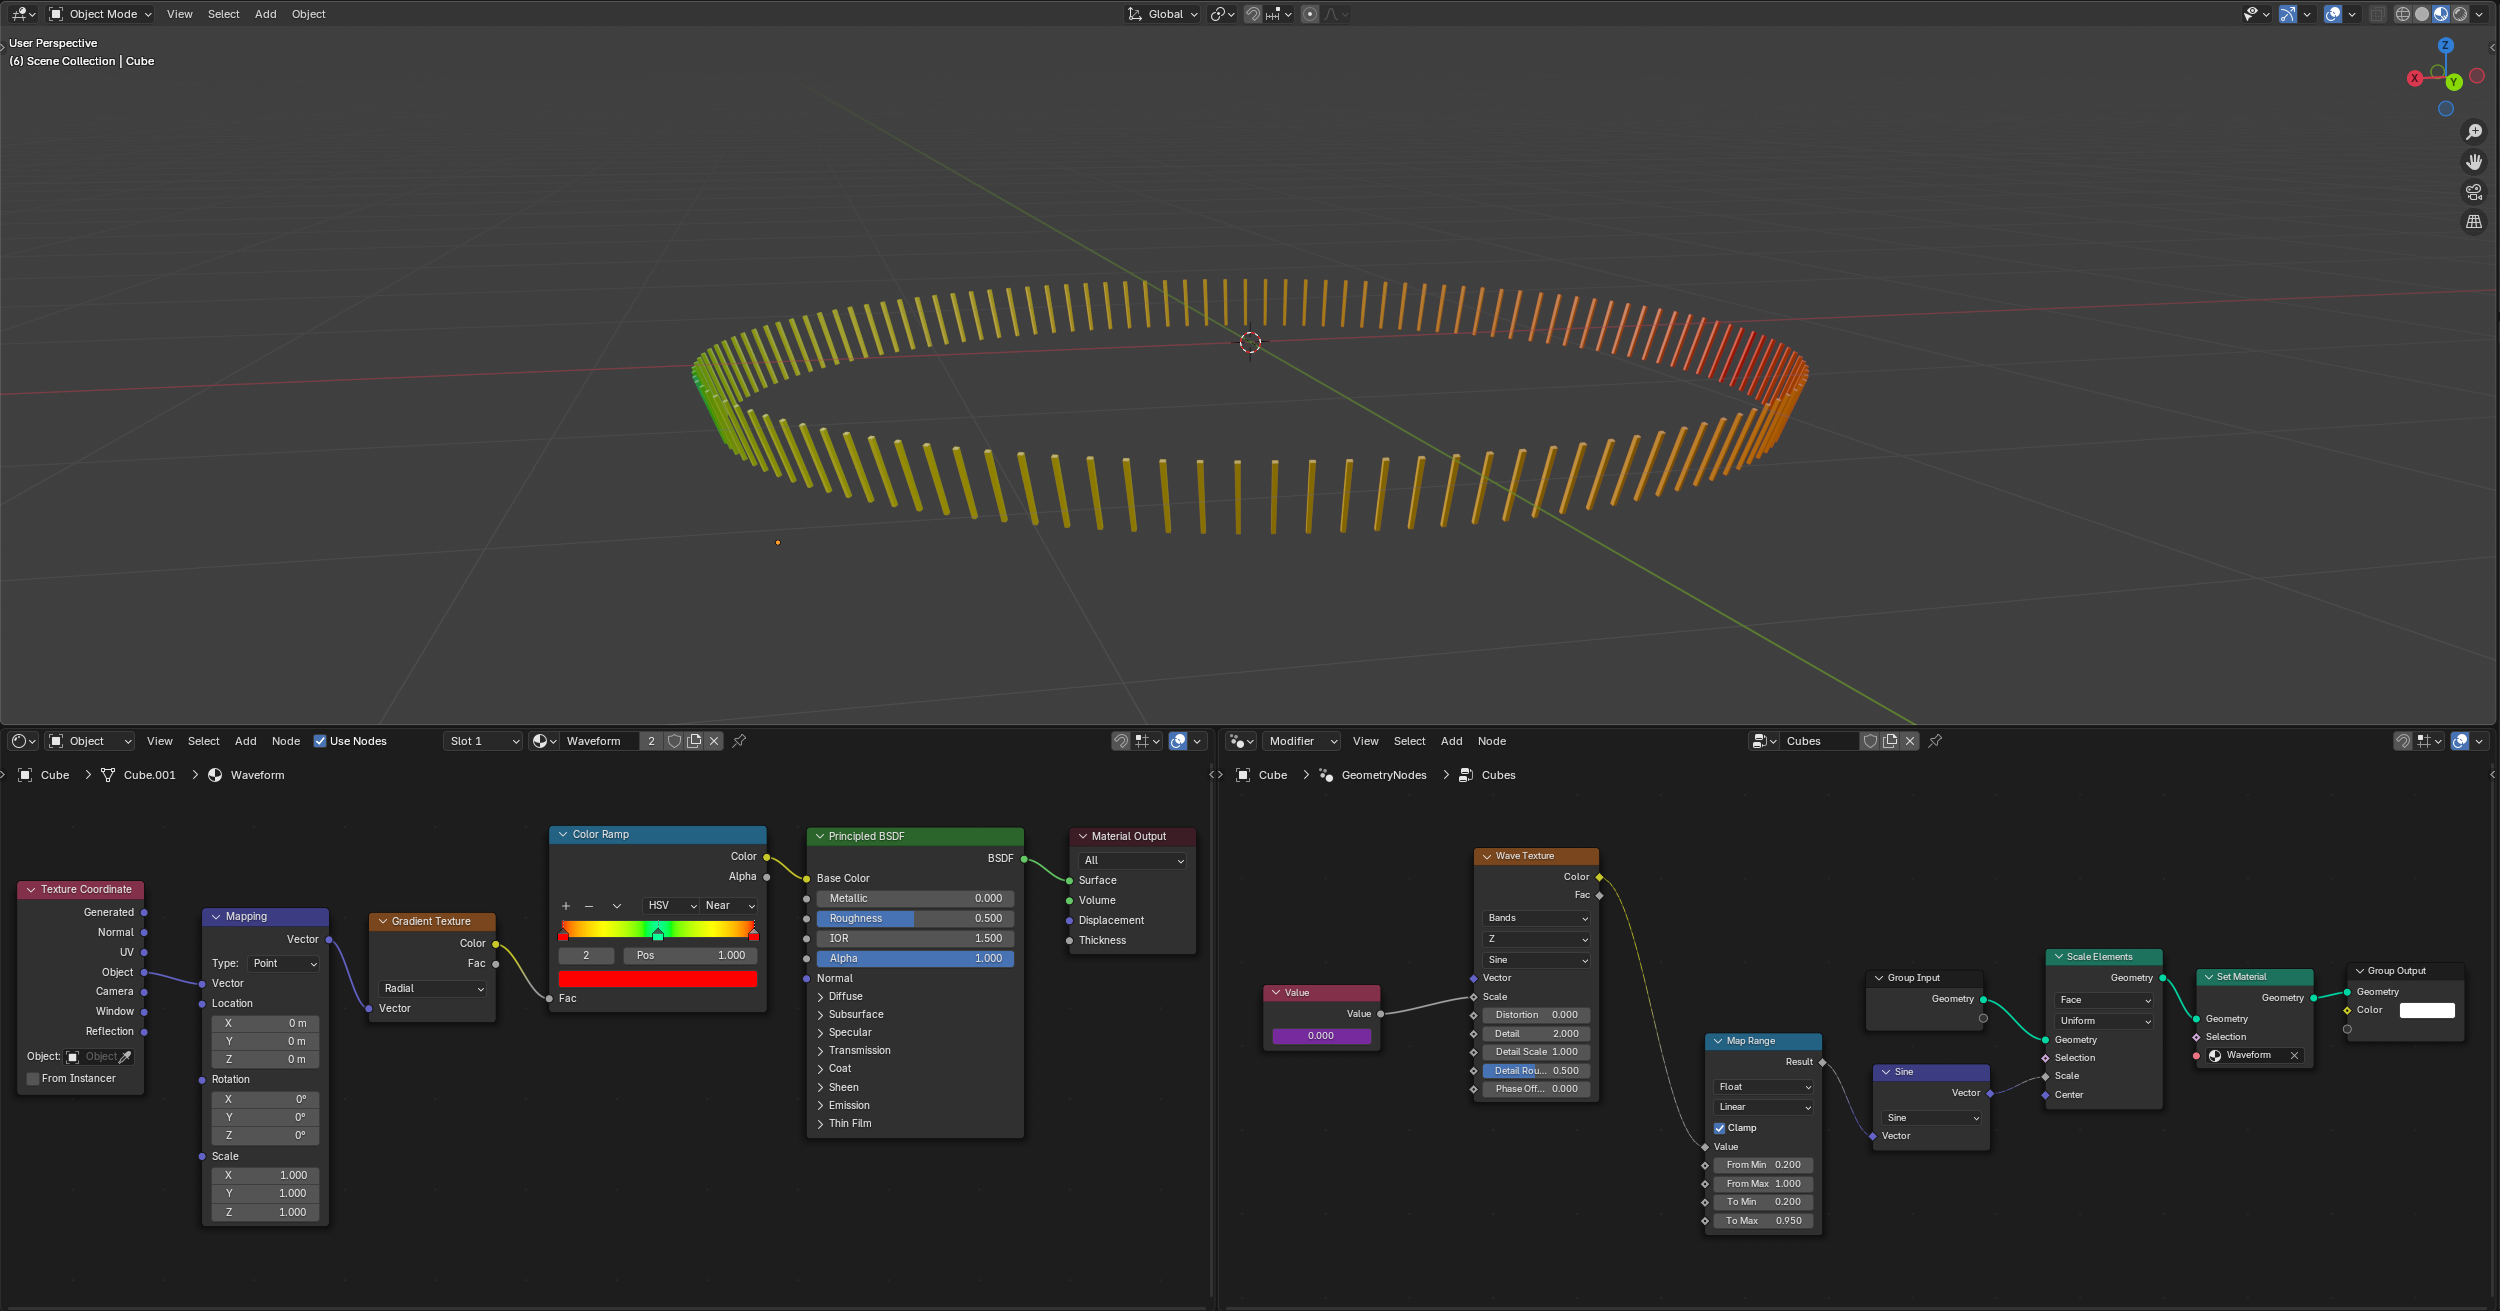 Object Mode
View
Select
Add
Object
Global
User Perspective
(6) Scene Collection | Cube
Z
X
Y
Object
View
Select
Add
Node
Use Nodes
Slot 1
Waveform
2
Cube
Cube.001
Waveform
Texture Coordinate
Generated
Normal
UV
Object
Camera
Window
Reflection
Object:
Object
From Instancer
Mapping
Vector
Type:
Point
Vector
Location
X 0 m
Y 0 m
Z 0 m
Rotation
X 0°
Y 0°
Z 0°
Scale
X 1.000
Y 1.000
Z 1.000
Gradient Texture
Color
Fac
Radial
Vector
Color Ramp
Color
Alpha
+ − HSV Near
2 Pos 1.000
Fac
Principled BSDF
BSDF
Base Color
Metallic 0.000
Roughness 0.500
IOR 1.500
Alpha 1.000
Normal
Diffuse
Subsurface
Specular
Transmission
Coat
Sheen
Emission
Thin Film
Material Output
All
Surface
Volume
Displacement
Thickness
Modifier
View
Select
Add
Node
Cubes
Cube
GeometryNodes
Cubes
Value
Value
0.000
Wave Texture
Color
Fac
Bands
Z
Sine
Vector
Scale
Distortion 0.000
Detail 2.000
Detail Scale 1.000
Detail Rou... 0.500
Phase Off... 0.000
Map Range
Result
Float
Linear
Clamp
Value
From Min 0.200
From Max 1.000
To Min 0.200
To Max 0.950
Group Input
Geometry
Sine
Vector
Sine
Vector
Scale Elements
Geometry
Face
Uniform
Geometry
Selection
Scale
Center
Set Material
Geometry
Geometry
Selection
Waveform
Group Output
Geometry
Color